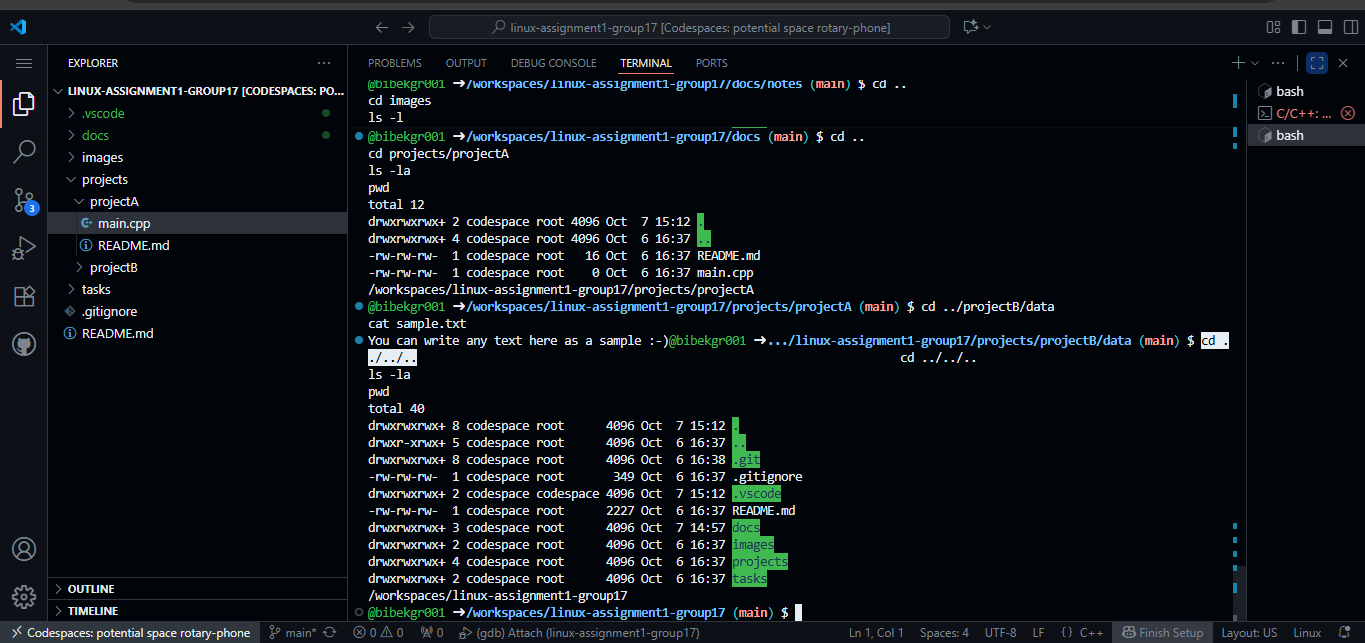 linux-assignment1-group17 [Codespaces: potential space rotary-phone]
EXPLORER
LINUX-ASSIGNMENT1-GROUP17 [CODESPACES: PO...
.vscode
docs
images
projects
projectA
main.cpp
README.md
projectB
tasks
.gitignore
README.md
OUTLINE
TIMELINE
3
PROBLEMS OUTPUT DEBUG CONSOLE TERMINAL PORTS
@bibekgr001 ➜/workspaces/linux-assignment1-group17/docs/notes (main) $ cd ..
cd images
ls -l
@bibekgr001 ➜/workspaces/linux-assignment1-group17/docs (main) $ cd ..
cd projects/projectA
ls -la
pwd
total 12
drwxrwxrwx+ 2 codespace root 4096 Oct  7 15:12 .
drwxrwxrwx+ 4 codespace root 4096 Oct  6 16:37 ..
-rw-rw-rw-  1 codespace root   16 Oct  6 16:37 README.md
-rw-rw-rw-  1 codespace root    0 Oct  6 16:37 main.cpp
/workspaces/linux-assignment1-group17/projects/projectA
@bibekgr001 ➜/workspaces/linux-assignment1-group17/projects/projectA (main) $ cd ../projectB/data
cat sample.txt
You can write any text here as a sample :-)@bibekgr001 ➜.../linux-assignment1-group17/projects/projectB/data (main) $ cd .
./../.. cd ../../..
ls -la
pwd
total 40
drwxrwxrwx+ 8 codespace root      4096 Oct  7 15:12 .
drwxr-xrwx+ 5 codespace root      4096 Oct  6 16:37 ..
drwxrwxrwx+ 8 codespace root      4096 Oct  6 16:38 .git
-rw-rw-rw-  1 codespace root       349 Oct  6 16:37 .gitignore
drwxrwxrwx+ 2 codespace codespace 4096 Oct  7 15:12 .vscode
-rw-rw-rw-  1 codespace root      2227 Oct  6 16:37 README.md
drwxrwxrwx+ 3 codespace root      4096 Oct  7 14:57 docs
drwxrwxrwx+ 2 codespace root      4096 Oct  6 16:37 images
drwxrwxrwx+ 4 codespace root      4096 Oct  6 16:37 projects
drwxrwxrwx+ 2 codespace root      4096 Oct  6 16:37 tasks
/workspaces/linux-assignment1-group17
@bibekgr001 ➜/workspaces/linux-assignment1-group17 (main) $
bash
C/C++: ...
bash
Codespaces: potential space rotary-phone main* 0 0 0 (gdb) Attach (linux-assignment1-group17) Ln 1, Col 1 Spaces: 4 UTF-8 LF {} C++ Finish Setup Layout: US Linux